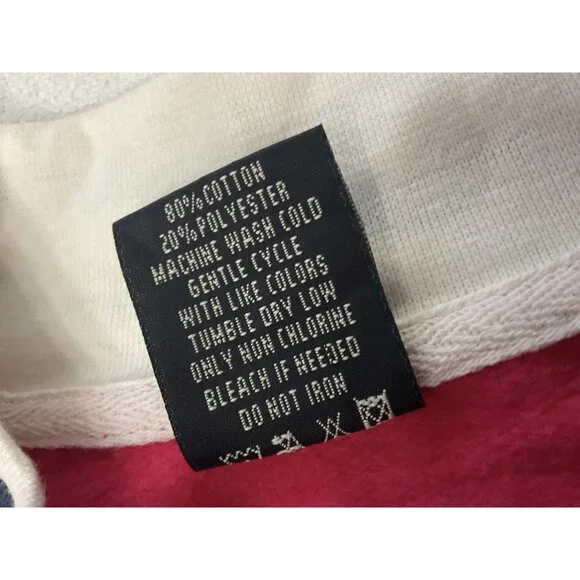 80%COTTON
20%POLYESTER
MACHINE WASH COLD
GENTLE CYCLE
WITH LIKE COLORS
TUMBLE DRY LOW
ONLY NON CHLORINE
BLEACH IF NEEDED
DO NOT IRON